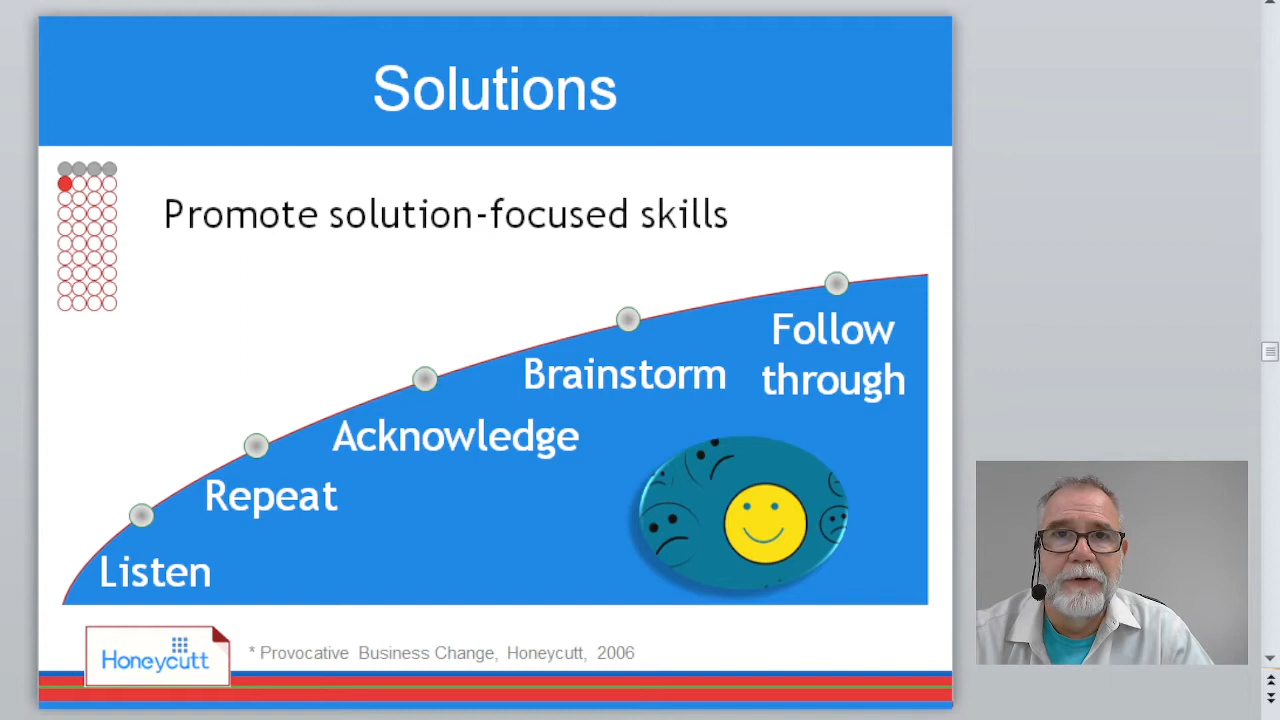 Solutions
Promote solution-focused skills
Follow
through
Brainstorm
Acknowledge
Repeat
Listen
Honeycutt
* Provocative Business Change, Honeycutt, 2006